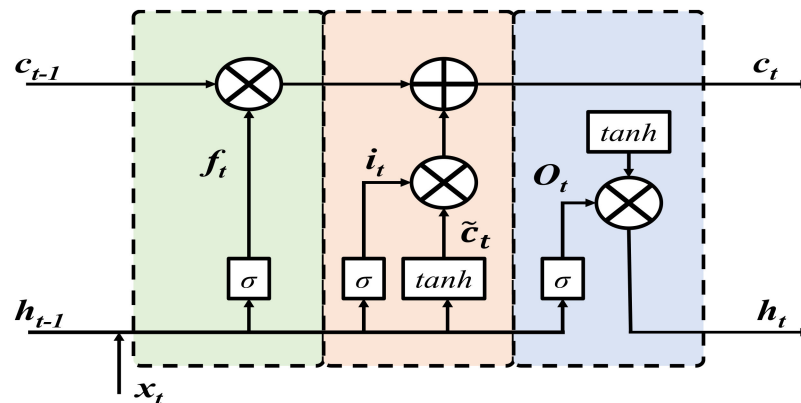 c_{t-1} c_t
tanh
f_t i_t O_t
c̃_t
σ σ tanh σ
h_{t-1} h_t
x_t